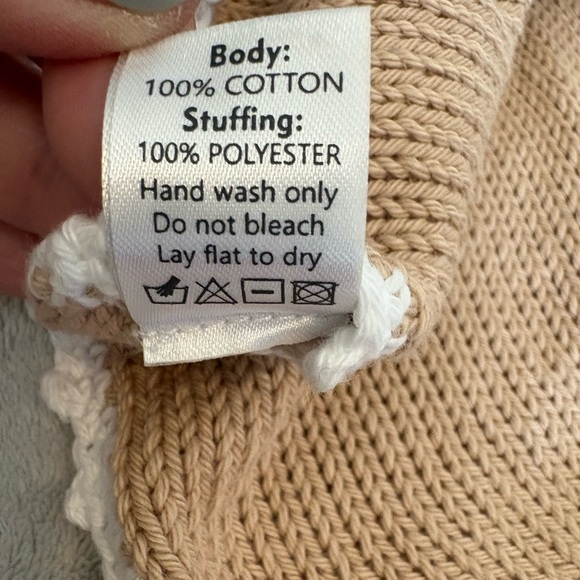 Body:
100% COTTON
Stuffing:
100% POLYESTER
Hand wash only
Do not bleach
Lay flat to dry